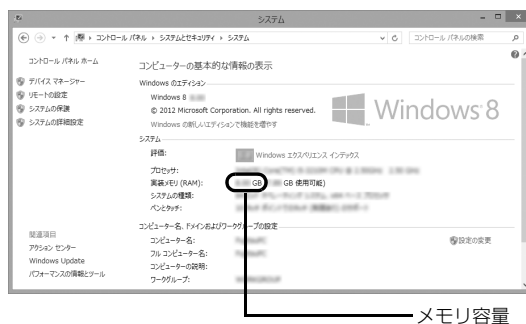 システム
コントロール パネル ▸ システムとセキュリティ ▸ システム
コントロール パネルの検索
コントロール パネル ホーム
デバイス マネージャー
リモートの設定
システムの保護
システムの詳細設定
コンピューターの基本的な情報の表示
Windows のエディション
Windows 8
© 2012 Microsoft Corporation. All rights reserved.
Windows の新しいエディションで機能を増やす
Windows 8
システム
評価:
Windows エクスペリエンス インデックス
プロセッサ:
実装メモリ (RAM): GB GB 使用可能)
システムの種類:
ペンとタッチ:
コンピューター名、ドメインおよびワークグループの設定
コンピューター名:
設定の変更
フル コンピューター名:
コンピューターの説明:
ワークグループ:
関連項目
アクション センター
Windows Update
パフォーマンスの情報とツール
メモリ容量